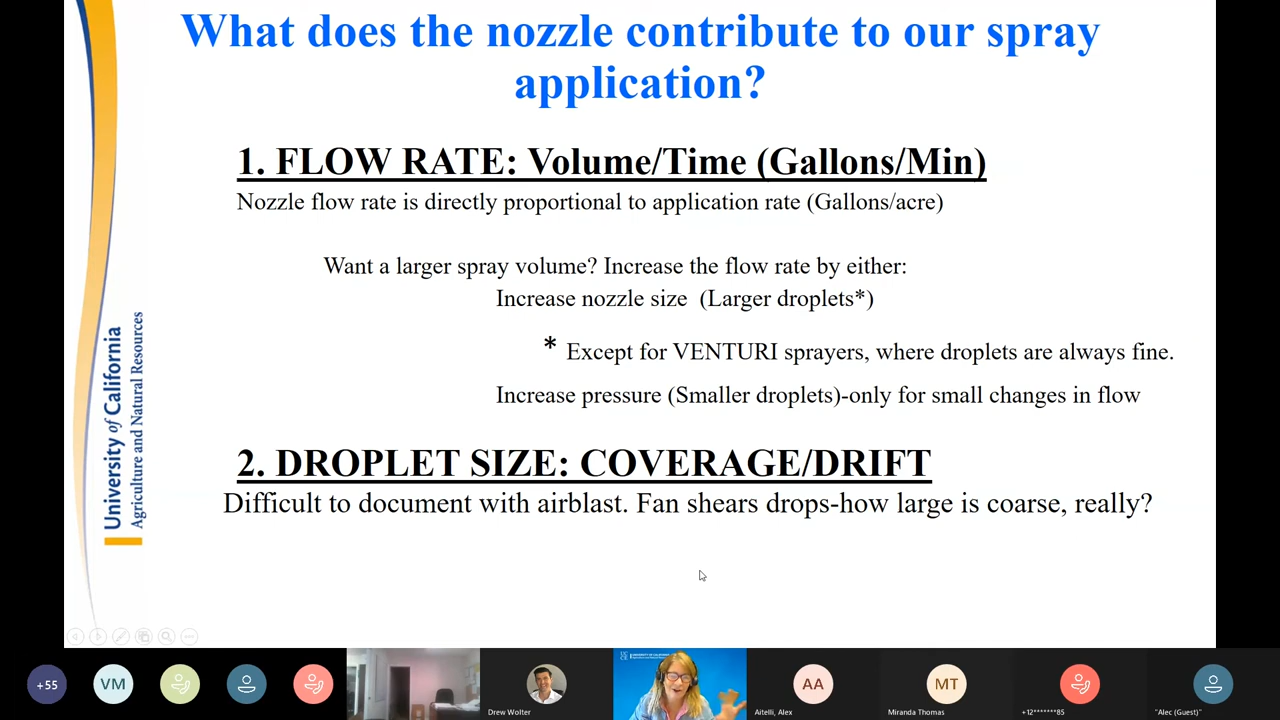 What does the nozzle contribute to our spray
application?
1. FLOW RATE: Volume/Time (Gallons/Min)
Nozzle flow rate is directly proportional to application rate (Gallons/acre)
Want a larger spray volume? Increase the flow rate by either:
Increase nozzle size (Larger droplets*)
* Except for VENTURI sprayers, where droplets are always fine.
Increase pressure (Smaller droplets)-only for small changes in flow
2. DROPLET SIZE: COVERAGE/DRIFT
Difficult to document with airblast. Fan shears drops-how large is coarse, really?
University of California
Agriculture and Natural Resources
+55
VM
AA
MT
Drew Wolter
Aitelli, Alex
Miranda Thomas
+12*******85
"Alec (Guest)"